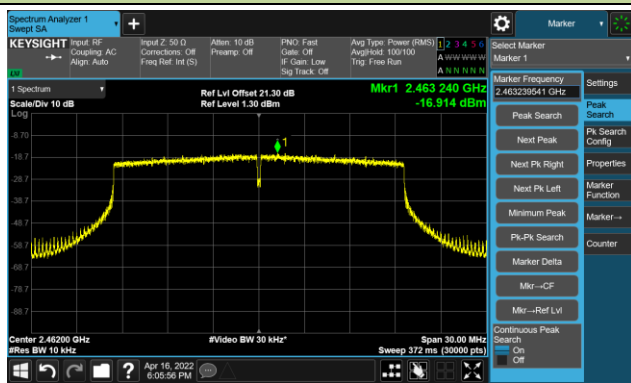 Spectrum Analyzer 1
Swept SA
Marker
KEYSIGHT Input: RF Input Z: 50 Ω Atten: 10 dB PNO: Fast Avg Type: Power (RMS) 1 2 3 4 5 6
Coupling: AC Corrections: Off Preamp: Off Gate: Off Avg|Hold: 100/100 A W W W W W
Align: Auto Freq Ref: Int (S) IF Gain: Low Trig: Free Run
Sig Track: Off A N N N N N
Select Marker
Marker 1
1 Spectrum
Scale/Div 10 dB
Log
Ref Lvl Offset 21.30 dB
Ref Level 1.30 dBm
Mkr1 2.463 240 GHz
-16.914 dBm
1
-8.70
-18.7
-28.7
-38.7
-48.7
-58.7
-68.7
-78.7
-88.7
Center 2.46200 GHz #Video BW 30 kHz* Span 30.00 MHz
#Res BW 10 kHz Sweep 372 ms (30000 pts)
Marker Frequency
2.463239541 GHz
Peak Search
Next Peak
Next Pk Right
Next Pk Left
Minimum Peak
Pk-Pk Search
Marker Delta
Mkr→CF
Mkr→Ref Lvl
Continuous Peak
Search
On
Off
Settings
Peak
Search
Pk Search
Config
Properties
Marker
Function
Marker→
Counter
?
Apr 16, 2022
6:05:56 PM